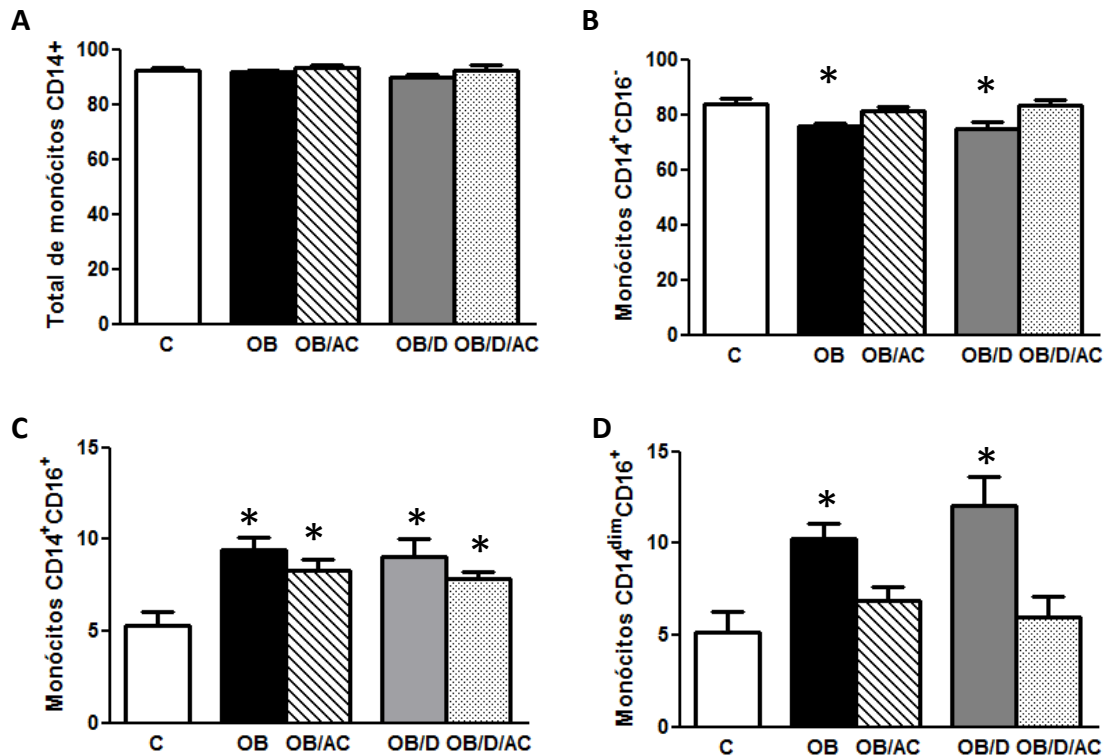 A
Total de monócitos CD14+
100
80
60
40
20
0
C OB OB/AC OB/D OB/D/AC
B
Monócitos CD14⁺CD16⁻
100
80
60
40
20
0
* *
C OB OB/AC OB/D OB/D/AC
C
Monócitos CD14⁺CD16⁺
15
10
5
0
* * * *
C OB OB/AC OB/D OB/D/AC
D
Monócitos CD14ᵈⁱᵐCD16⁺
15
10
5
0
* *
C OB OB/AC OB/D OB/D/AC